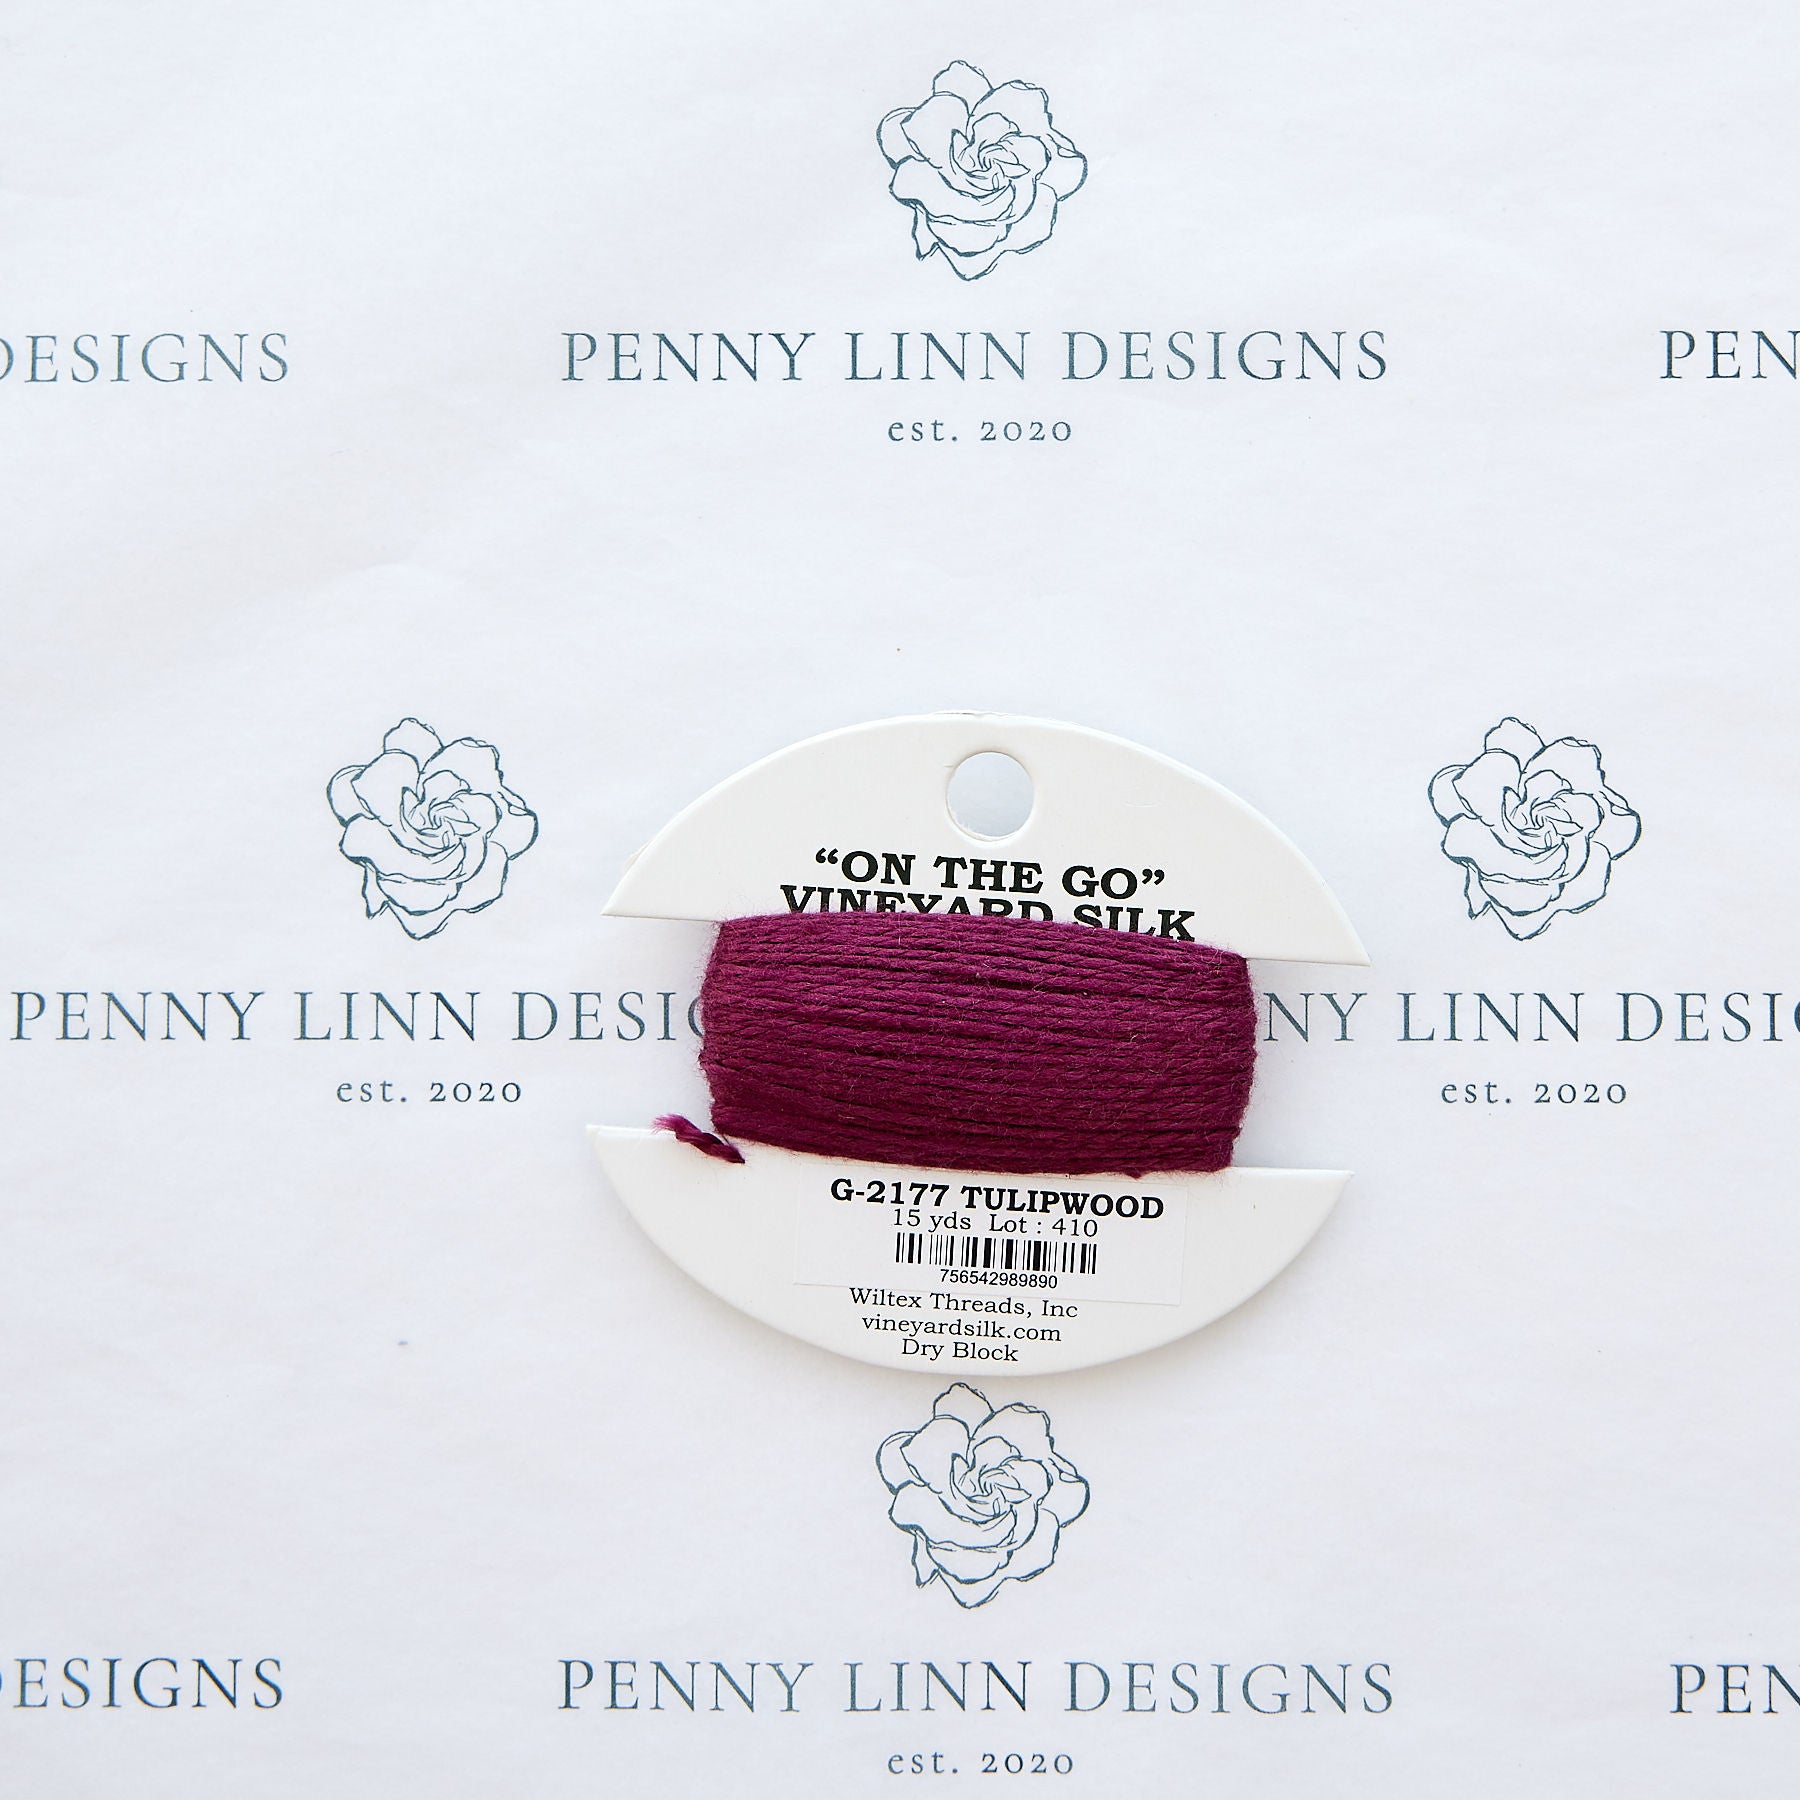 DESIGNS
PENNY LINN DESIGNS
PEN
est. 2020
"ON THE GO"
VINEYARD SILK
PENNY LINN DESIG
NY LINN DESIG
est. 2020
est. 2020
G-2177 TULIPWOOD
15 yds Lot : 410
756542989890
Wiltex Threads, Inc
vineyardsilk.com
Dry Block
DESIGNS
PENNY LINN DESIGNS
PEN
est. 2020